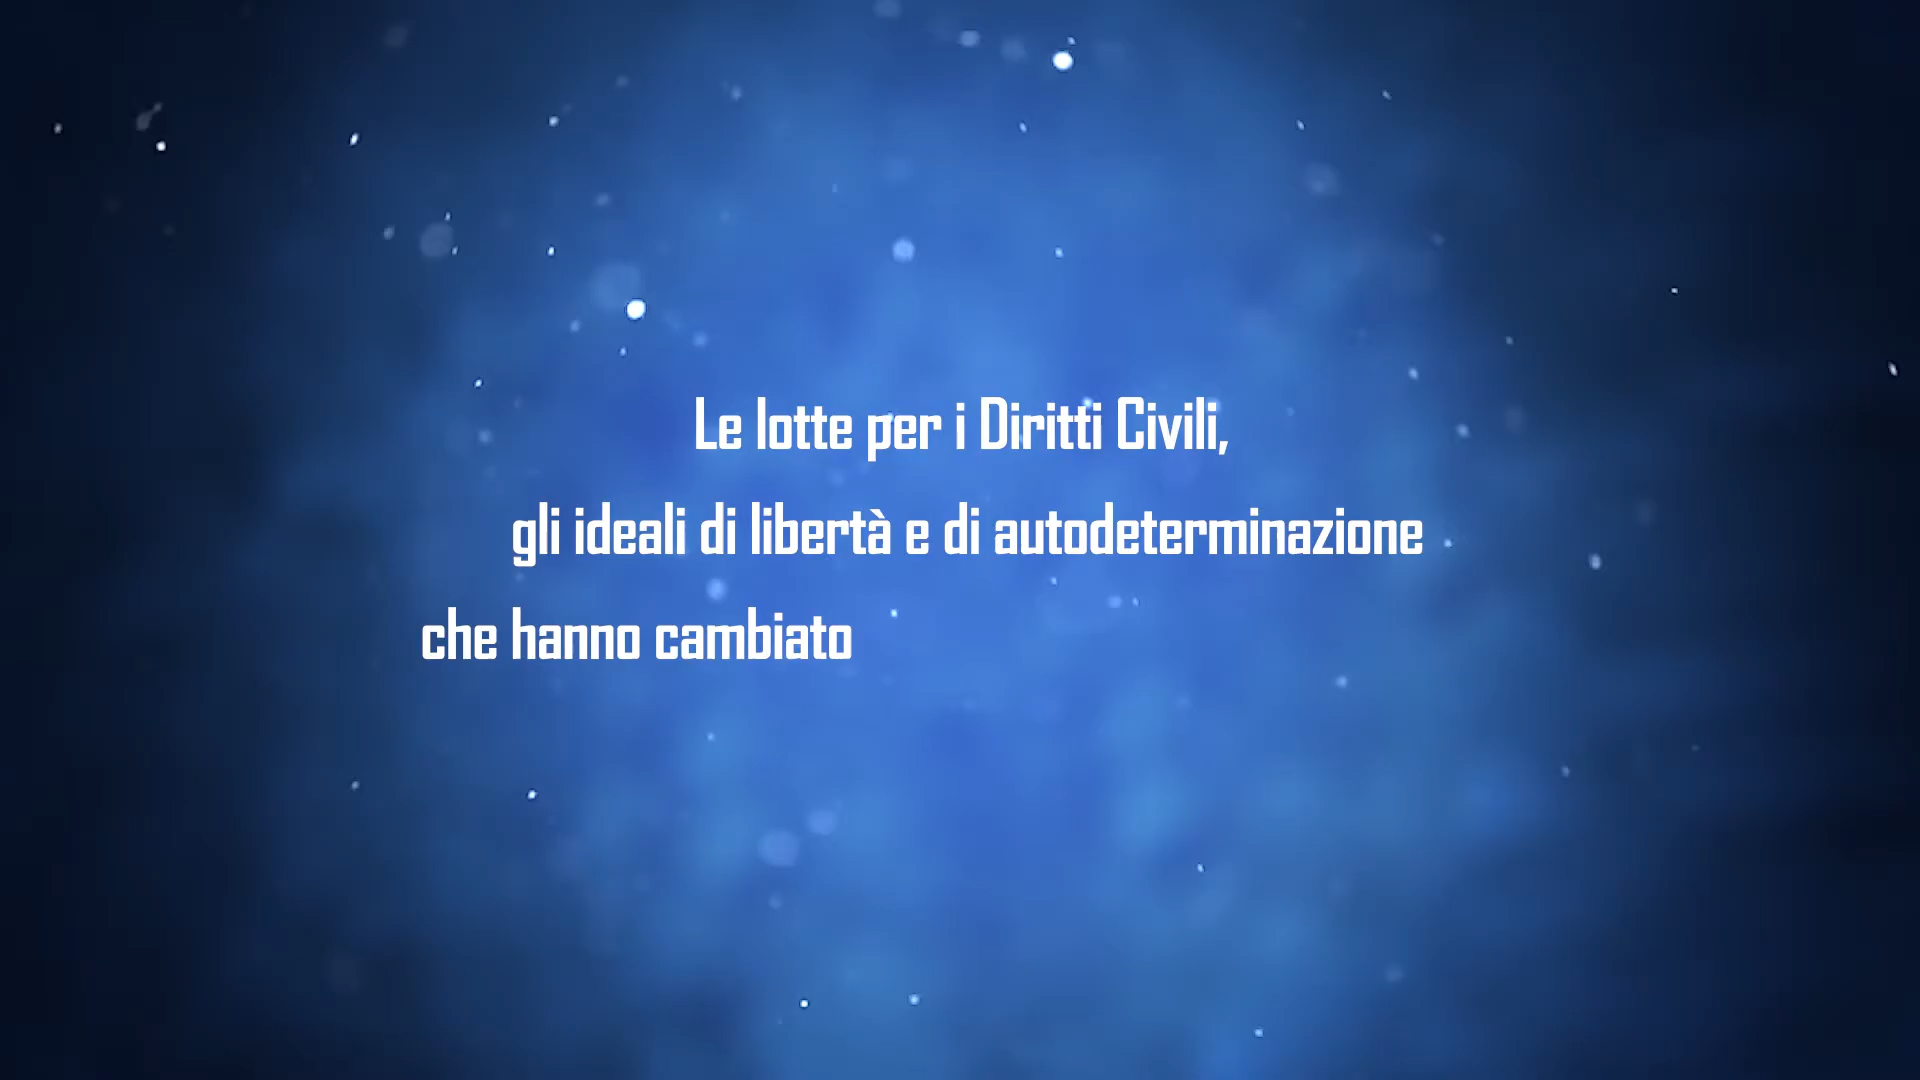 Le lotte per i Diritti Civili,
gli ideali di libertà e di autodeterminazione
che hanno cambiato